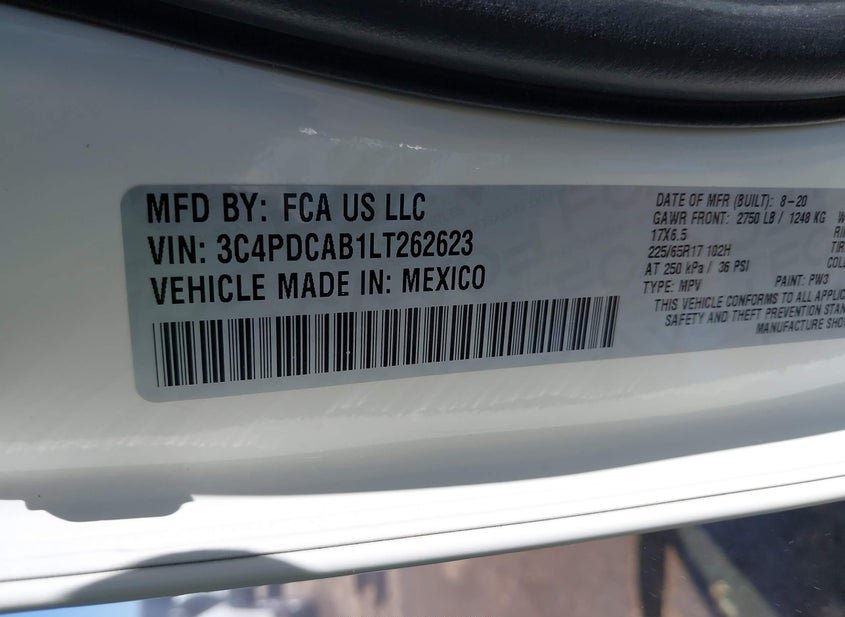 MFD BY: FCA US LLC
VIN: 3C4PDCAB1LT262623
VEHICLE MADE IN: MEXICO
DATE OF MFR (BUILT): 8-20
GAWR FRONT: 2750 LB / 1248 KG
17X6.5
225/65R17 102H
AT 250 kPa / 36 PSI
TYPE: MPV PAINT: PW3
THIS VEHICLE CONFORMS TO ALL APPLIC
SAFETY AND THEFT PREVENTION STAN
MANUFACTURE SHO